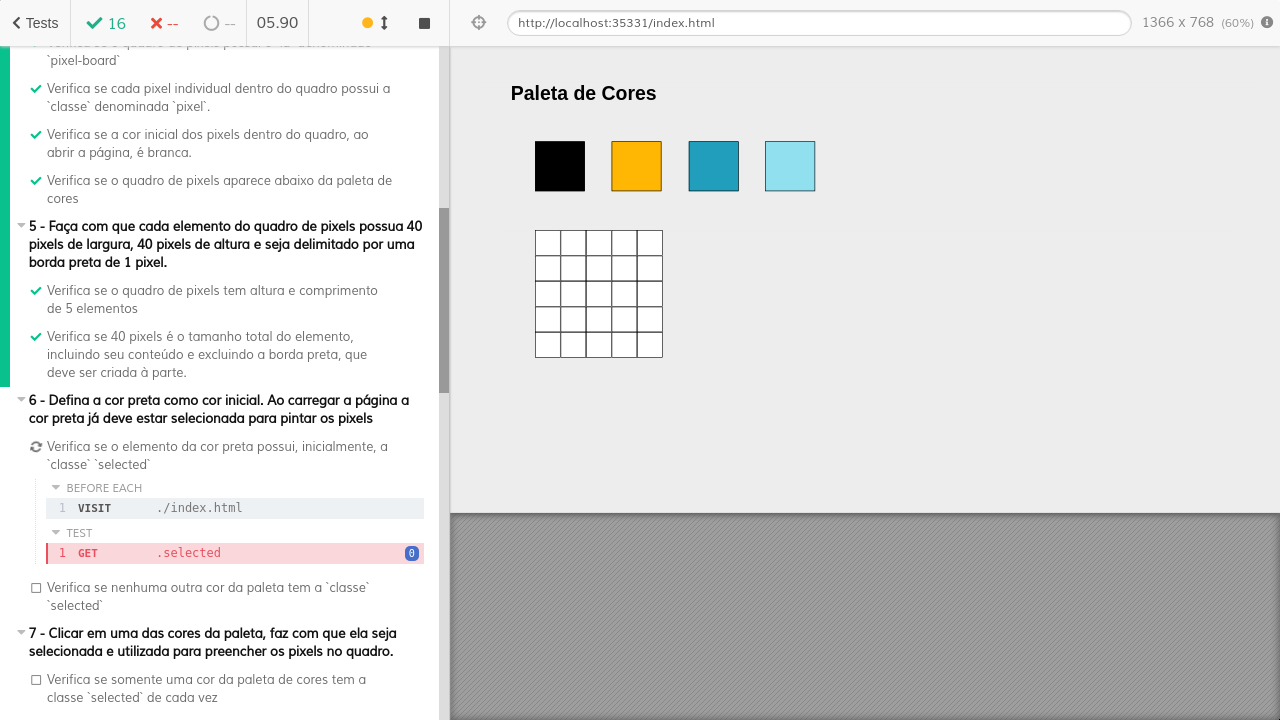 Tests
16
--
--
05.90
http://localhost:35331/index.html
1366 x 768 (60%)
`pixel-board`
Verifica se cada pixel individual dentro do quadro possui a
`classe` denominada `pixel`.
Verifica se a cor inicial dos pixels dentro do quadro, ao
abrir a página, é branca.
Verifica se o quadro de pixels aparece abaixo da paleta de
cores
5 - Faça com que cada elemento do quadro de pixels possua 40
pixels de largura, 40 pixels de altura e seja delimitado por uma
borda preta de 1 pixel.
Verifica se o quadro de pixels tem altura e comprimento
de 5 elementos
Verifica se 40 pixels é o tamanho total do elemento,
incluindo seu conteúdo e excluindo a borda preta, que
deve ser criada à parte.
6 - Defina a cor preta como cor inicial. Ao carregar a página a
cor preta já deve estar selecionada para pintar os pixels
Verifica se o elemento da cor preta possui, inicialmente, a
`classe` `selected`
BEFORE EACH
1 VISIT ./index.html
TEST
1 GET .selected 0
Verifica se nenhuma outra cor da paleta tem a `classe`
`selected`
7 - Clicar em uma das cores da paleta, faz com que ela seja
selecionada e utilizada para preencher os pixels no quadro.
Verifica se somente uma cor da paleta de cores tem a
classe `selected` de cada vez
Paleta de Cores